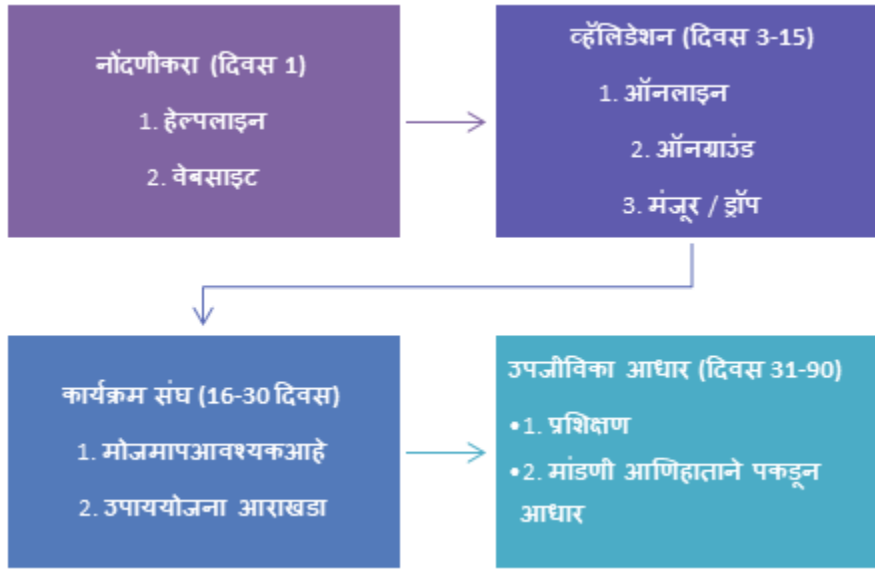 नोंदणीकरा (दिवस 1)
1. हेल्पलाइन
2. वेबसाइट
व्हॅलिडेशन (दिवस 3-15)
1. ऑनलाइन
2. ऑनग्राउंड
3. मंजूर / ड्रॉप
कार्यक्रम संघ (16-30 दिवस)
1. मोजमापआवश्यकआहे
2. उपाययोजना आराखडा
उपजीविका आधार (दिवस 31-90)
•1. प्रशिक्षण
•2. मांडणी आणिहाताने पकडून
आधार